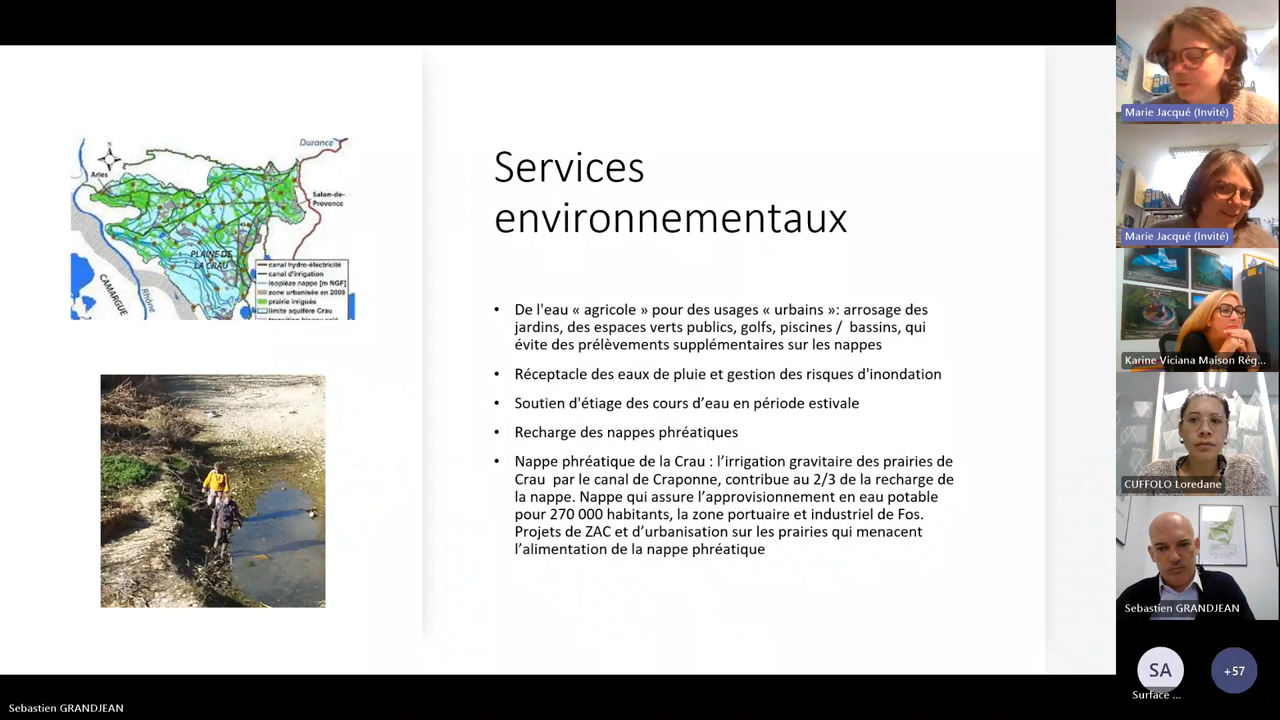 Services
environnementaux
• De l'eau « agricole » pour des usages « urbains »: arrosage des
jardins, des espaces verts publics, golfs, piscines / bassins, qui
évite des prélèvements supplémentaires sur les nappes
• Réceptacle des eaux de pluie et gestion des risques d'inondation
• Soutien d'étiage des cours d’eau en période estivale
• Recharge des nappes phréatiques
• Nappe phréatique de la Crau : l’irrigation gravitaire des prairies de
Crau par le canal de Craponne, contribue au 2/3 de la recharge de
la nappe. Nappe qui assure l’approvisionnement en eau potable
pour 270 000 habitants, la zone portuaire et industriel de Fos.
Projets de ZAC et d’urbanisation sur les prairies qui menacent
l’alimentation de la nappe phréatique
Durance
Arles
Salon-de-
Provence
PLAINE DE
LA CRAU
CAMARGUE
Rhône
canal hydro-électricité
canal d'irrigation
isopièze nappe [m NGF]
zone urbanisée en 2009
prairie irriguée
limite aquifère Crau
Marie Jacqué (Invité)
Marie Jacqué (Invité)
Karine Viciana Maison Rég...
CUFFOLO Loredane
Sebastien GRANDJEAN
SA
+57
Surface ...
Sebastien GRANDJEAN